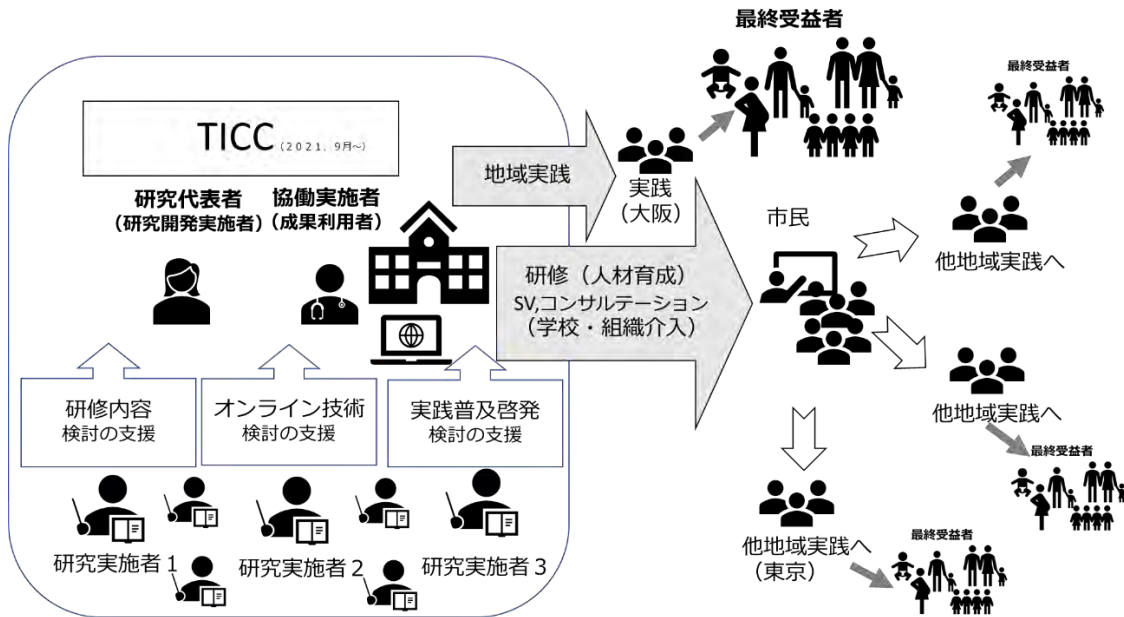 最終受益者
最終受益者
TICC (2021.9月~)
研究代表者
(研究開発実施者)
協働実施者
(成果利用者)
地域実践
実践
(大阪)
市民
他地域実践へ
研修(人材育成)
SV,コンサルテーション
(学校・組織介入)
研修内容
検討の支援
オンライン技術
検討の支援
実践普及啓発
検討の支援
他地域実践へ
最終受益者
研究実施者1
研究実施者2
研究実施者3
他地域実践へ
(東京)
最終受益者